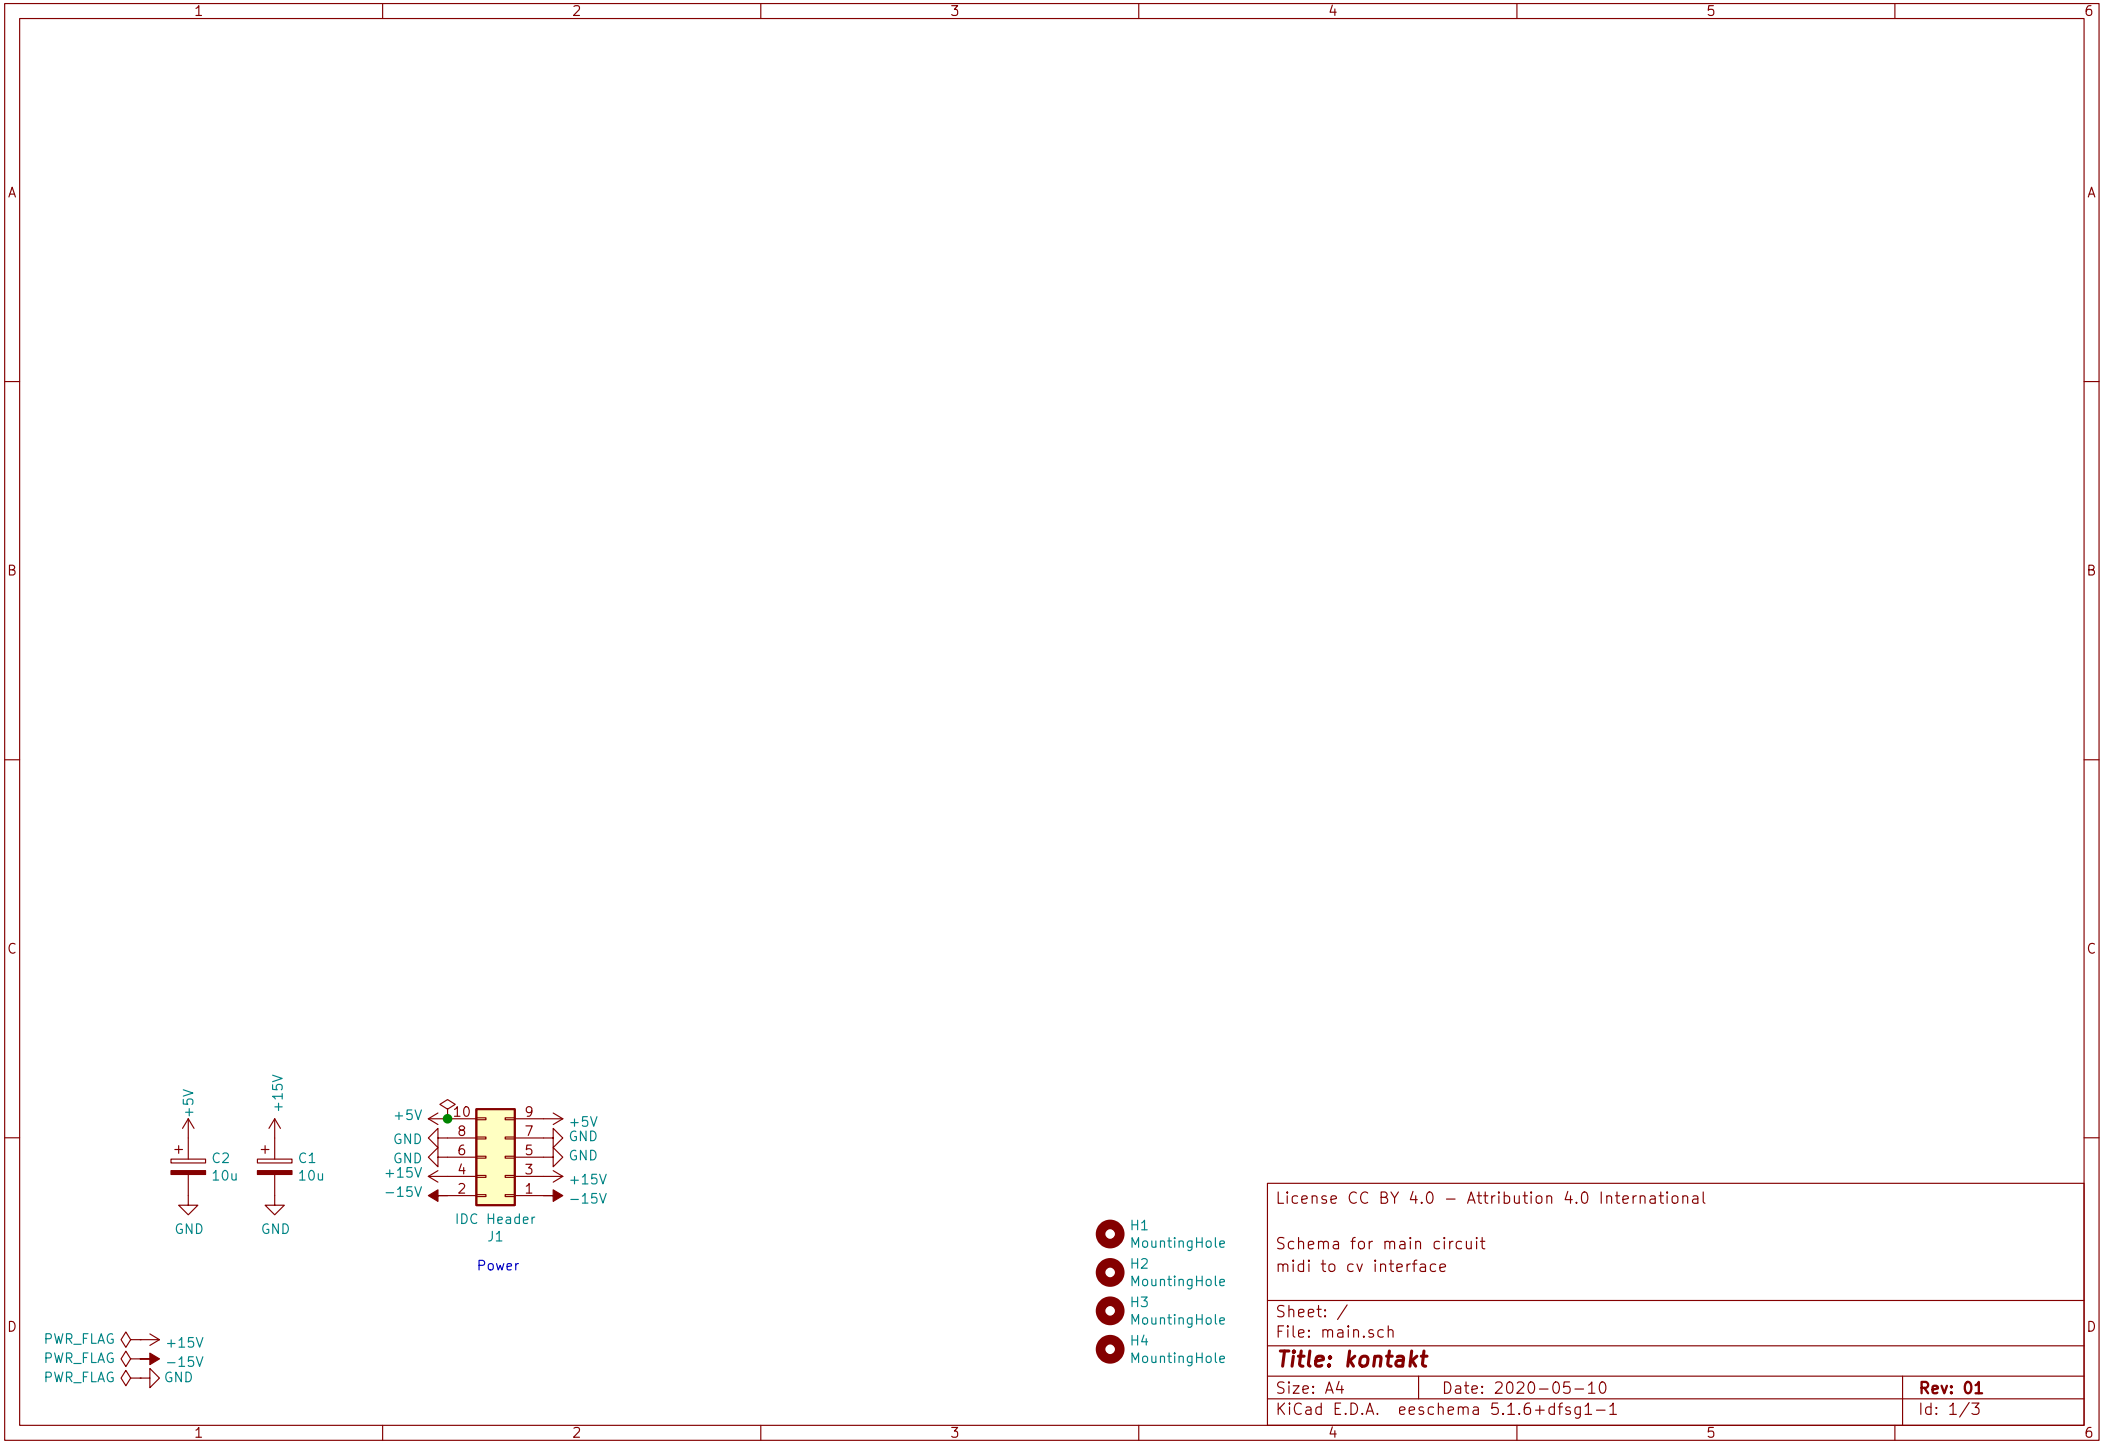 1 2 3 4 5 6
A A
B B
C C
D D
+5V
+
C2
10u
GND
+15V
+
C1
10u
GND
+5V 10 9 +5V
GND 8 7 GND
GND 6 5 GND
+15V 4 3 +15V
-15V 2 1 -15V
IDC Header
J1
Power
PWR_FLAG +15V
PWR_FLAG -15V
PWR_FLAG GND
H1
MountingHole
H2
MountingHole
H3
MountingHole
H4
MountingHole
License CC BY 4.0 - Attribution 4.0 International
Schema for main circuit
midi to cv interface
Sheet: /
File: main.sch
Title: kontakt
Size: A4 Date: 2020-05-10 Rev: 01
KiCad E.D.A. eeschema 5.1.6+dfsg1-1 Id: 1/3
1 2 3 4 5 6